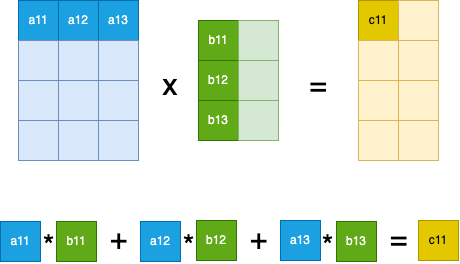 a11 a12 a13
b11
b12
b13
x
=
c11
a11 * b11 + a12 * b12 + a13 * b13 = c11